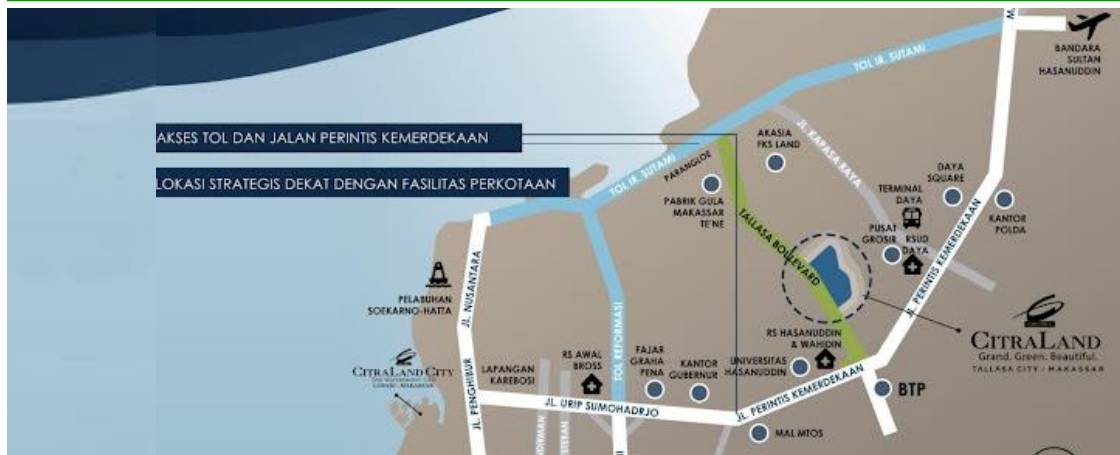 TOL IR. SUTAMI
BANDARA
SULTAN
HASANUDDIN
AKSES TOL DAN JALAN PERINTIS KEMERDEKAAN
LOKASI STRATEGIS DEKAT DENGAN FASILITAS PERKOTAAN
TOL IR. SUTAMI
PARANGLOE
AKASIA
FKS LAND
JL. KAPASA RAYA
PABRIK GULA
MAKASSAR
TE'NE
TALLASA BOULEVARD
DAYA
SQUARE
TERMINAL
DAYA
KANTOR
POLDA
PUSAT
GROSIR
RSUD
DAYA
JL. PERINTIS KEMERDEKAAN
PELABUHAN
SOEKARNO-HATTA
JL. NUSANTARA
TOL REFORMASI
CITRALAND
Grand. Green. Beautiful.
TALLASA CITY - MAKASSAR
CITRALAND CITY
JL. PENGHIBUR
LAPANGAN
KAREBOSI
RS AWAL
BROSS
FAJAR
GRAHA
PENA
KANTOR
GUBERNUR
UNIVERSITAS
HASANUDDIN
RS HASANUDDIN
& WAHIDIN
JL. URIP SUMOHADRJO
JL. PERINTIS KEMERDEKAAN
BTP
MAL MTOS